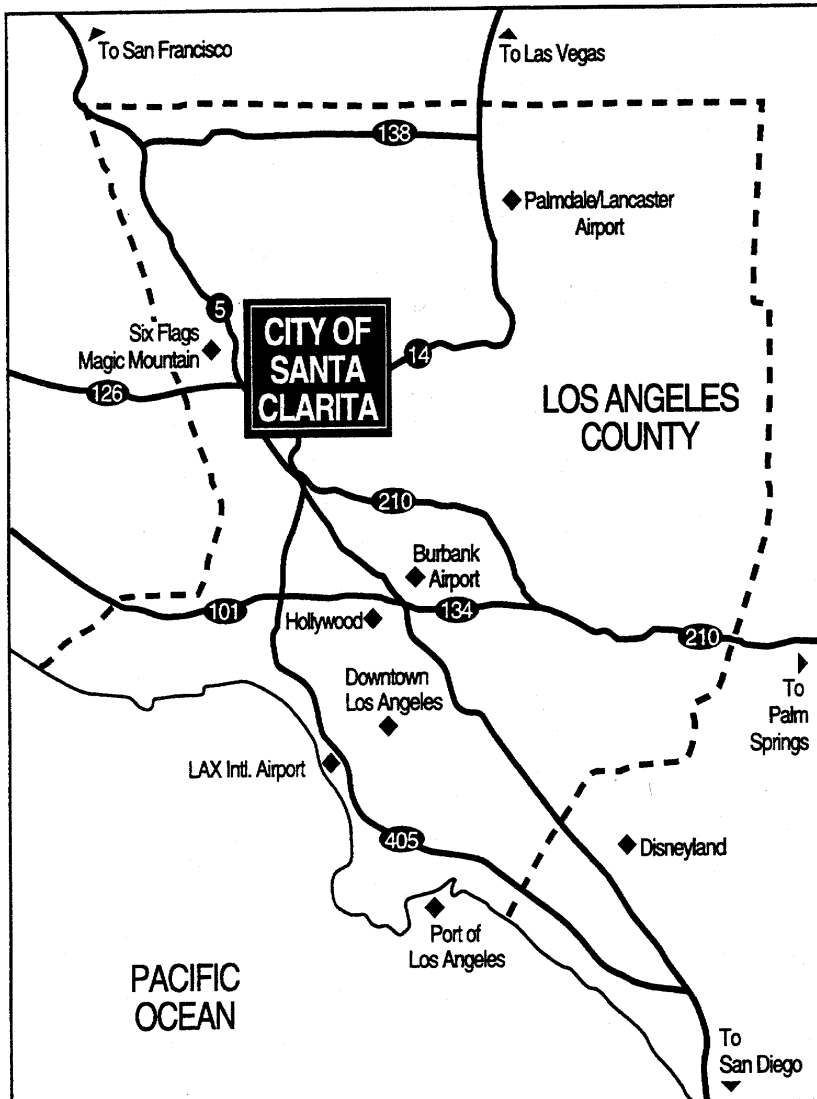 To San Francisco
To Las Vegas
138
Palmdale/Lancaster
Airport
5
CITY OF
SANTA
CLARITA
Six Flags
Magic Mountain
14
126
LOS ANGELES
COUNTY
210
Burbank
Airport
101
134
Hollywood
210
Downtown
Los Angeles
To
Palm
Springs
LAX Intl. Airport
405
Disneyland
Port of
Los Angeles
PACIFIC
OCEAN
To
San Diego